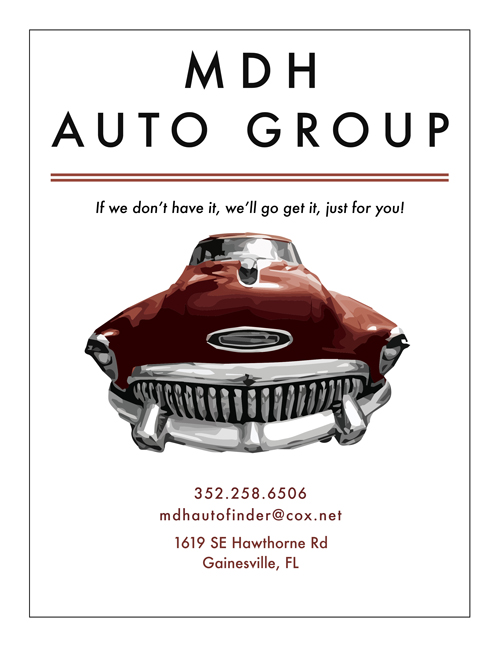 MDH
AUTO GROUP
If we don't have it, we'll go get it, just for you!
352.258.6506
mdhautofinder@cox.net
1619 SE Hawthorne Rd
Gainesville, FL